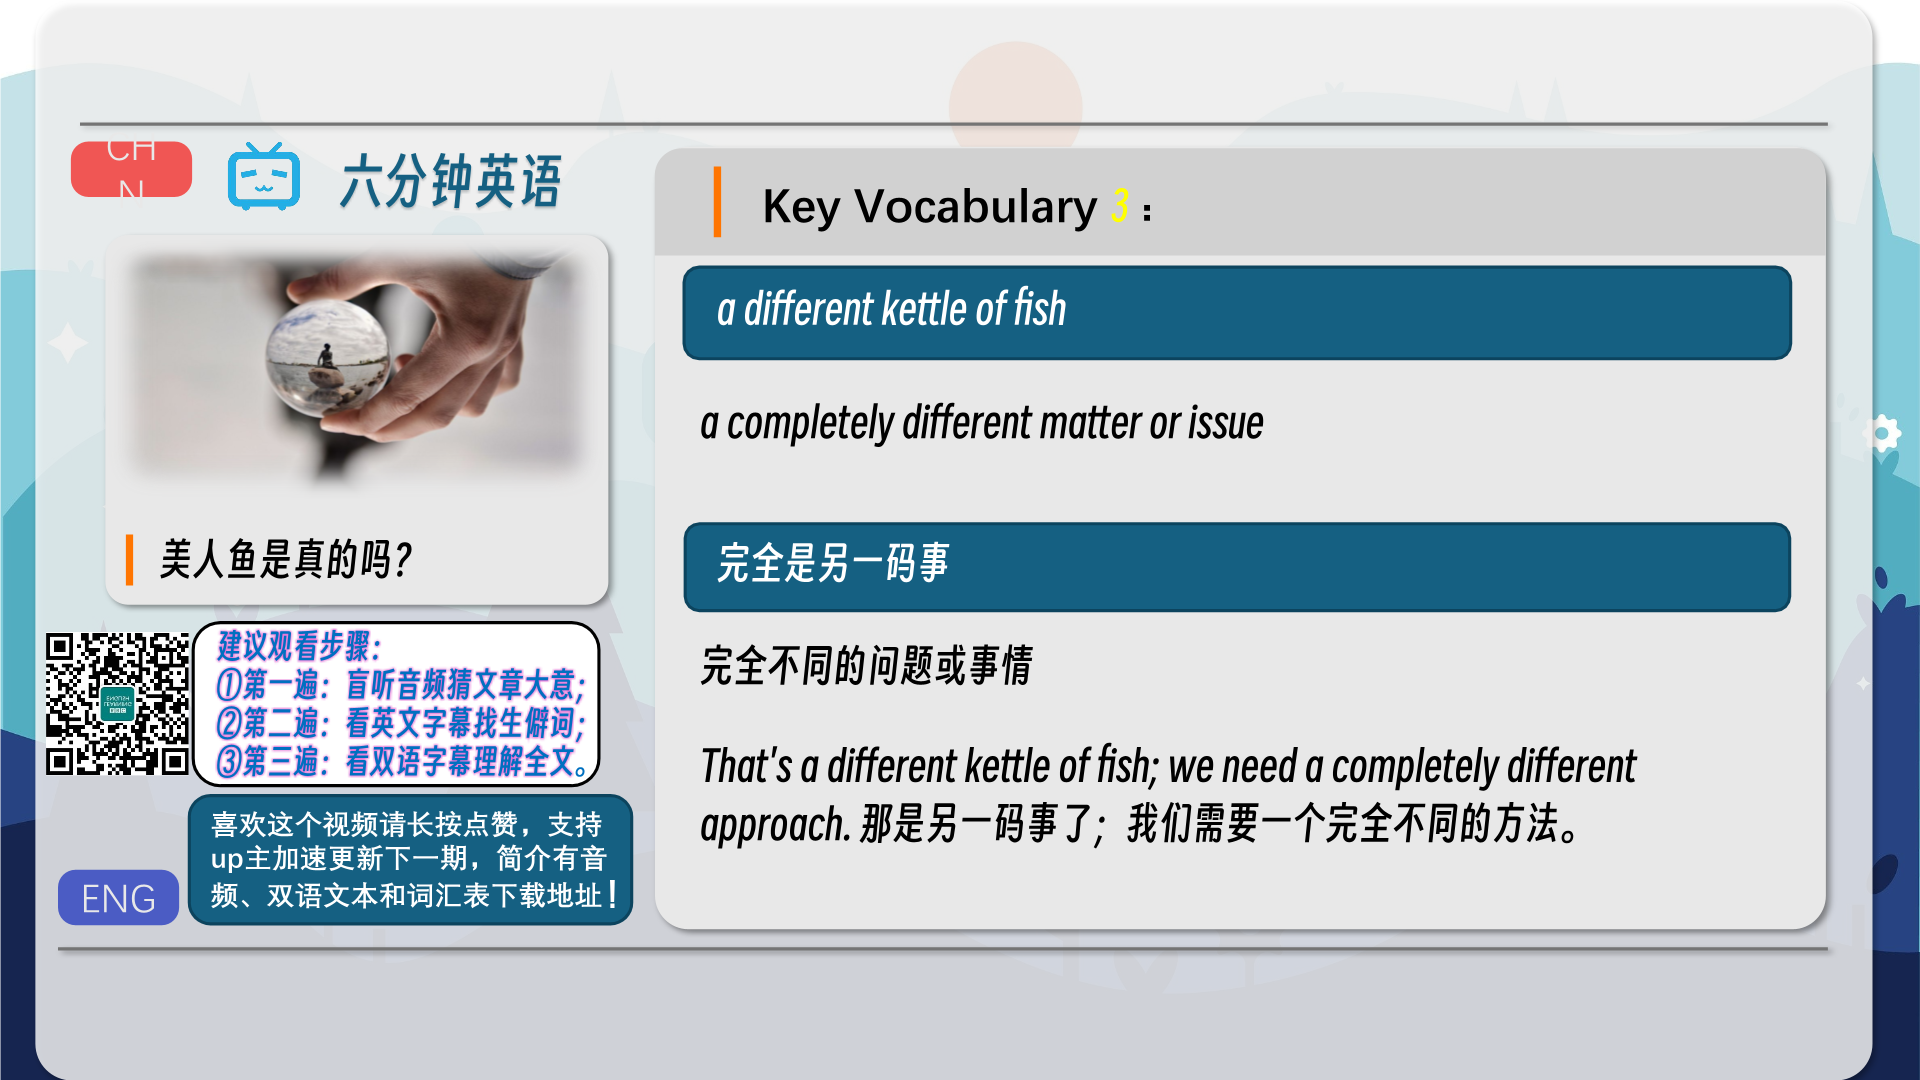 CH
N
六分钟英语
美人鱼是真的吗?
建议观看步骤：
①第一遍：盲听音频猜文章大意；
②第二遍：看英文字幕找生僻词；
③第三遍：看双语字幕理解全文。
喜欢这个视频请长按点赞，支持
up主加速更新下一期，简介有音
频、双语文本和词汇表下载地址！
ENG
Key Vocabulary 3：
a different kettle of fish
a completely different matter or issue
完全是另一码事
完全不同的问题或事情
That's a different kettle of fish; we need a completely different
approach. 那是另一码事了；我们需要一个完全不同的方法。